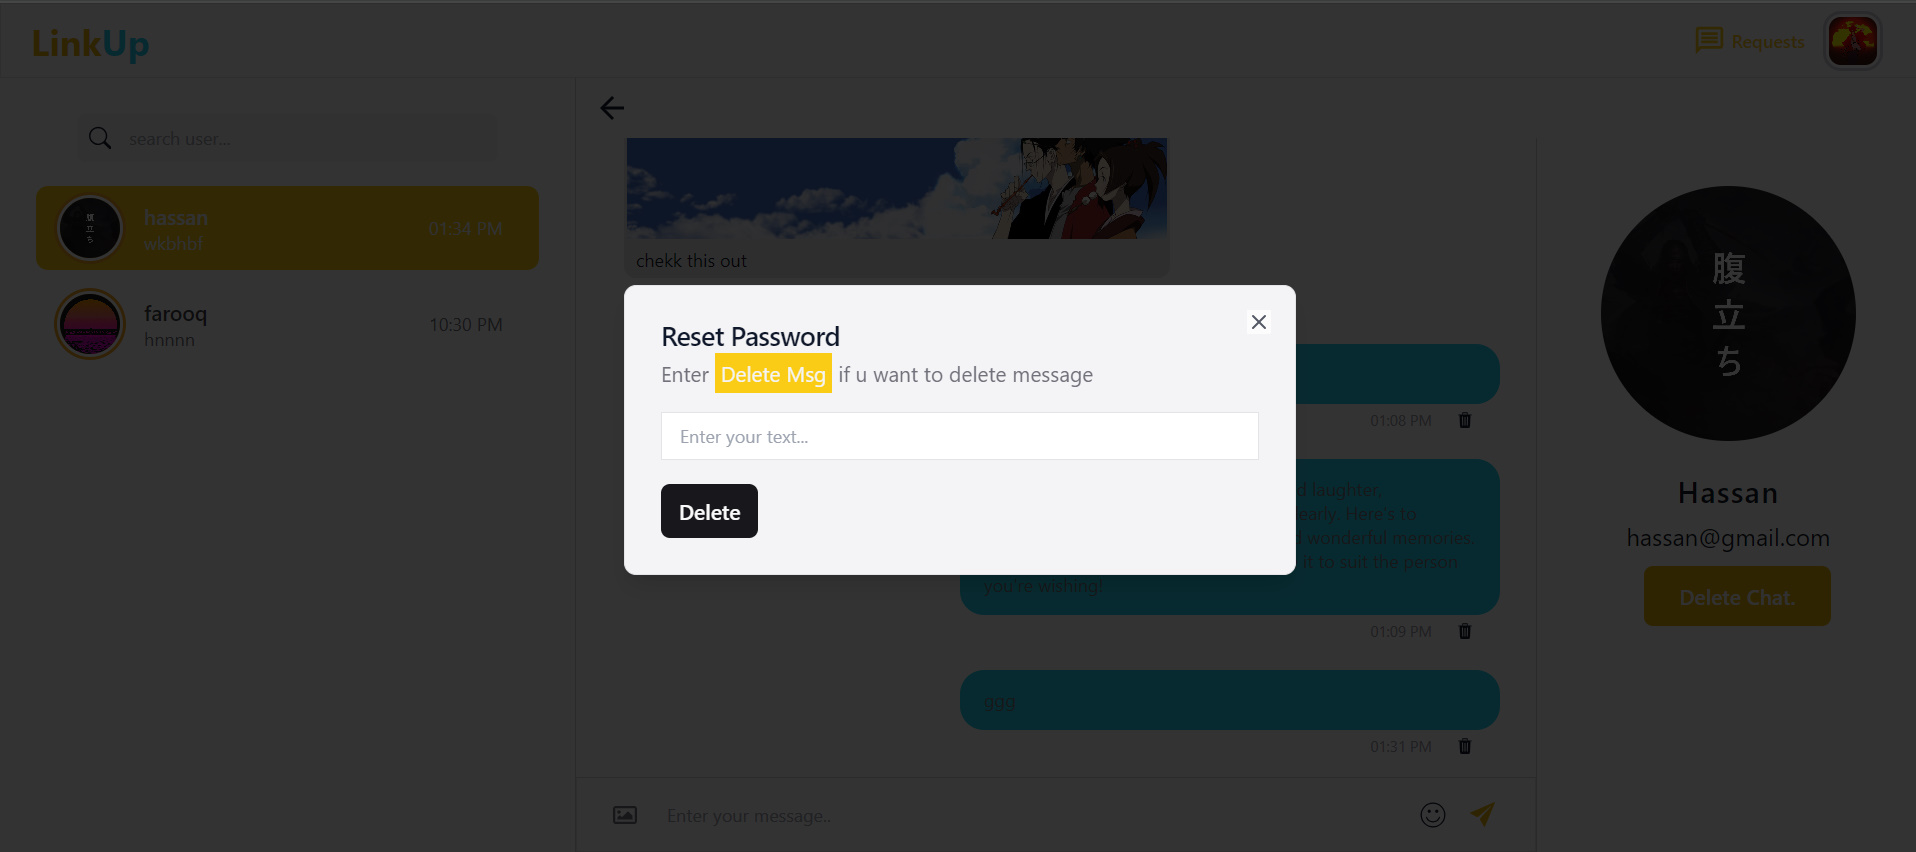 LinkUp
Requests
search user...
hassan
01:34 PM
wkbhbf
farooq
10:30 PM
hnnnn
chekk this out
Reset Password
Enter Delete Msg if u want to delete message
Enter your text...
Delete
01:08 PM
d laughter,
early. Here's to
d wonderful memories.
it to suit the person
you're wishing!
01:09 PM
ggg
01:31 PM
Enter your message..
腹
立
ち
Hassan
hassan@gmail.com
Delete Chat.